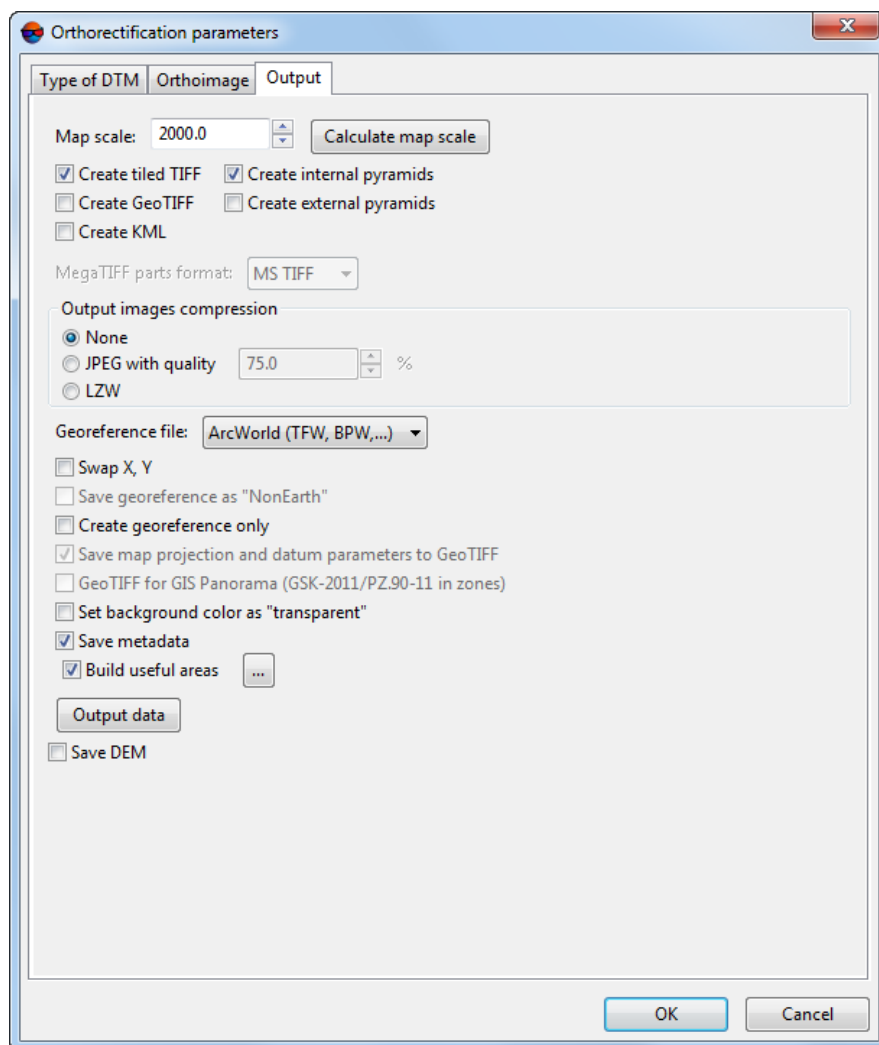 Orthorectification parameters
Type of DTM Orthoimage Output
Map scale: 2000.0 Calculate map scale
Create tiled TIFF Create internal pyramids
Create GeoTIFF Create external pyramids
Create KML
MegaTIFF parts format: MS TIFF
Output images compression
None
JPEG with quality 75.0 %
LZW
Georeference file: ArcWorld (TFW, BPW,...)
Swap X, Y
Save georeference as "NonEarth"
Create georeference only
Save map projection and datum parameters to GeoTIFF
GeoTIFF for GIS Panorama (GSK-2011/PZ.90-11 in zones)
Set background color as "transparent"
Save metadata
Build useful areas ...
Output data
Save DEM
OK Cancel